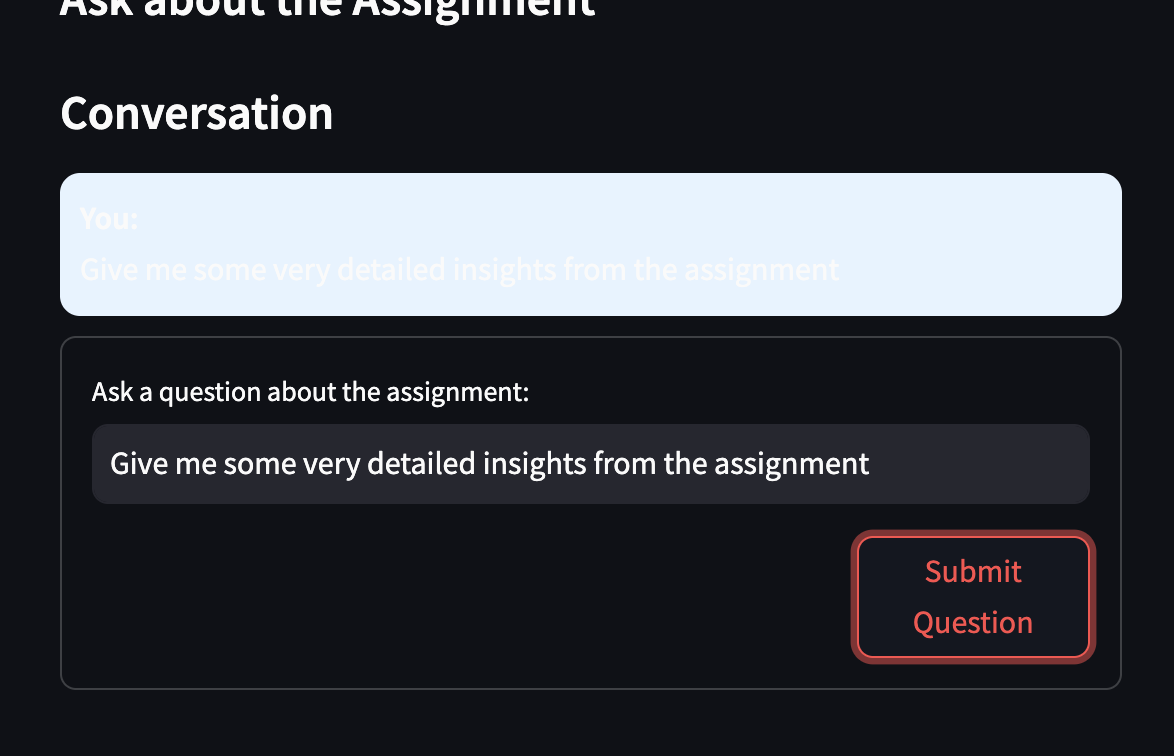 Ask about the Assignment
Conversation
You:
Give me some very detailed insights from the assignment
Ask a question about the assignment:
Give me some very detailed insights from the assignment
Submit
Question